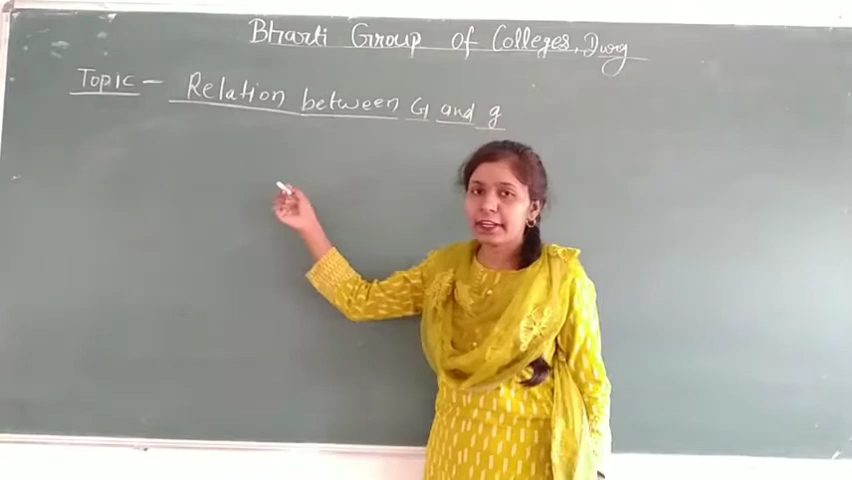 Bharti Group of Colleges, Durg
Topic - Relation between G and g